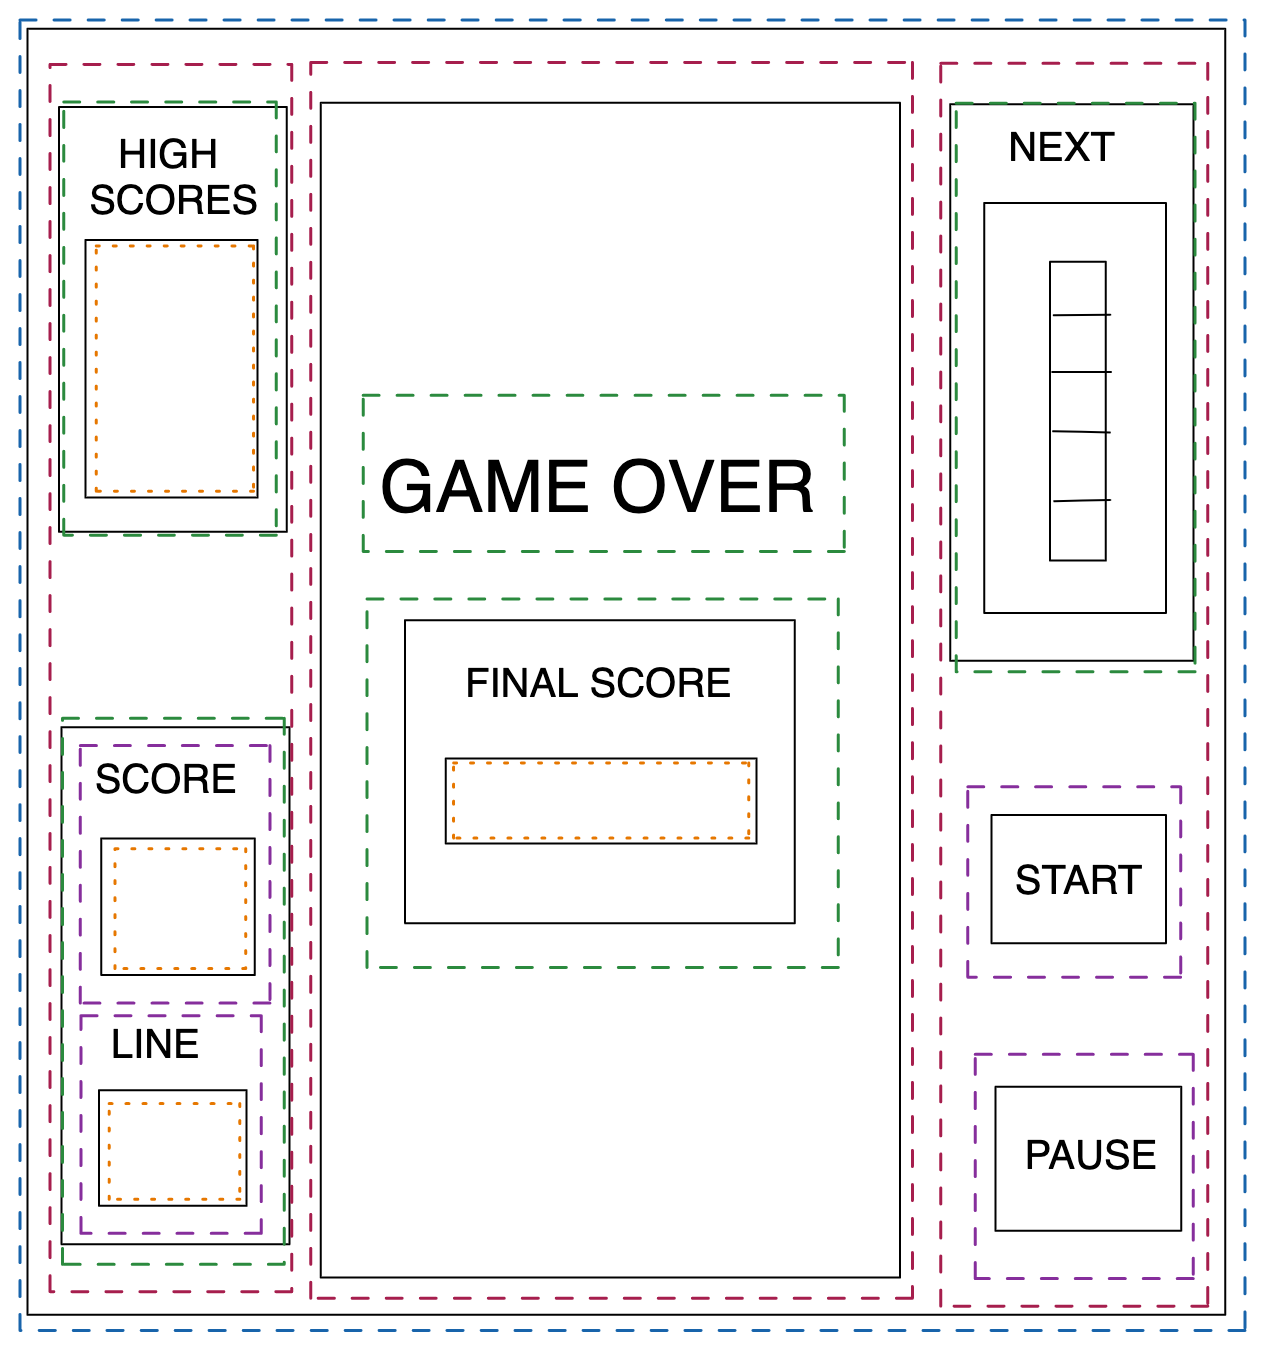 HIGH
SCORES
SCORE
LINE
GAME OVER
FINAL SCORE
NEXT
START
PAUSE